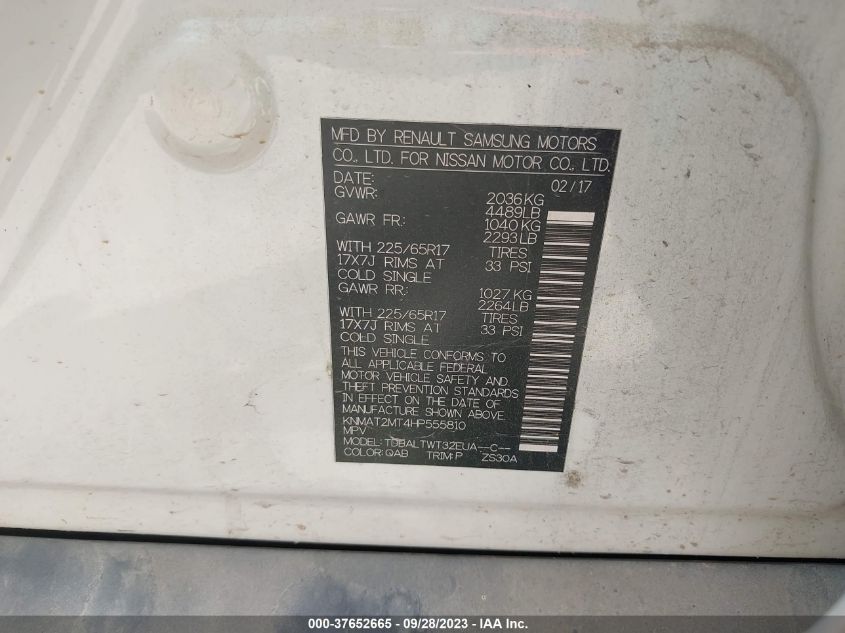 MFD BY RENAULT SAMSUNG MOTORS
CO., LTD. FOR NISSAN MOTOR CO., LTD.
DATE: 02/17
GVWR: 2036KG
4489LB
GAWR FR: 1040KG
2293LB
WITH 225/65R17 TIRES
17X7J RIMS AT 33 PSI
COLD SINGLE
GAWR RR: 1027KG
2264LB
WITH 225/65R17 TIRES
17X7J RIMS AT 33 PSI
COLD SINGLE
THIS VEHICLE CONFORMS TO
ALL APPLICABLE FEDERAL
MOTOR VEHICLE SAFETY AND
THEFT PREVENTION STANDARDS
IN EFFECT ON THE DATE OF
MANUFACTURE SHOWN ABOVE.
KNMAT2MT4HP555810
MPV
MODEL: TDBALTWT32EUA--C--
COLOR: QAB TRIM: P ZS30A
000-37652665 - 09/28/2023 - IAA Inc.